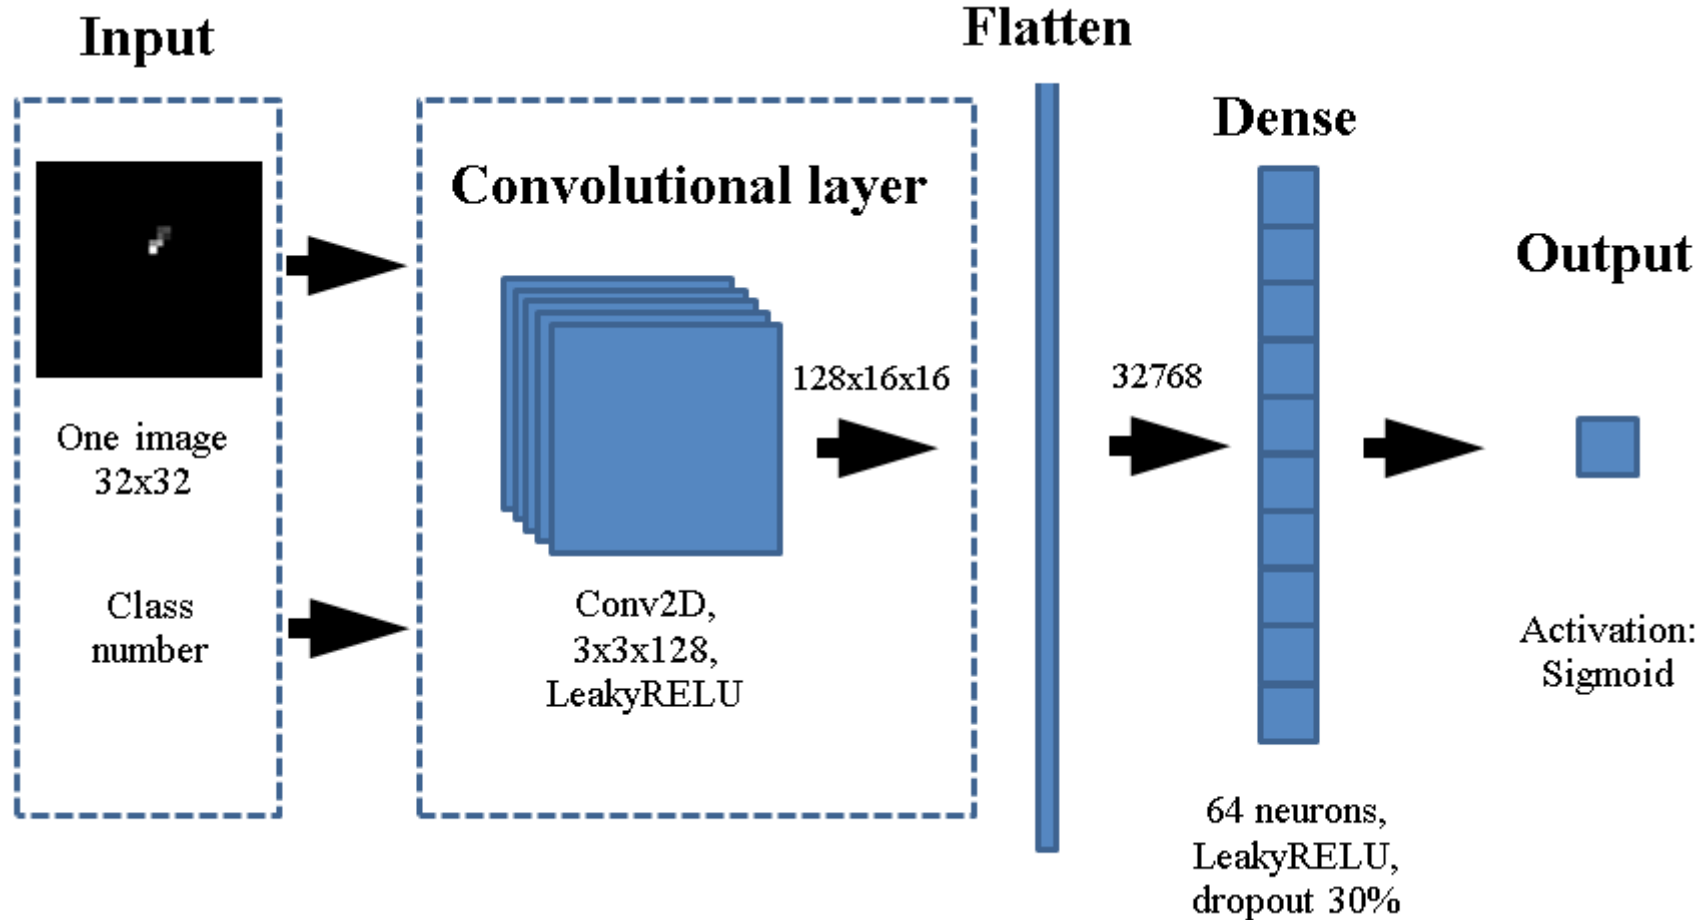 Input
One image
32x32
Class
number
Convolutional layer
Conv2D,
3x3x128,
LeakyRELU
128x16x16
Flatten
32768
Dense
64 neurons,
LeakyRELU,
dropout 30%
Output
Activation:
Sigmoid